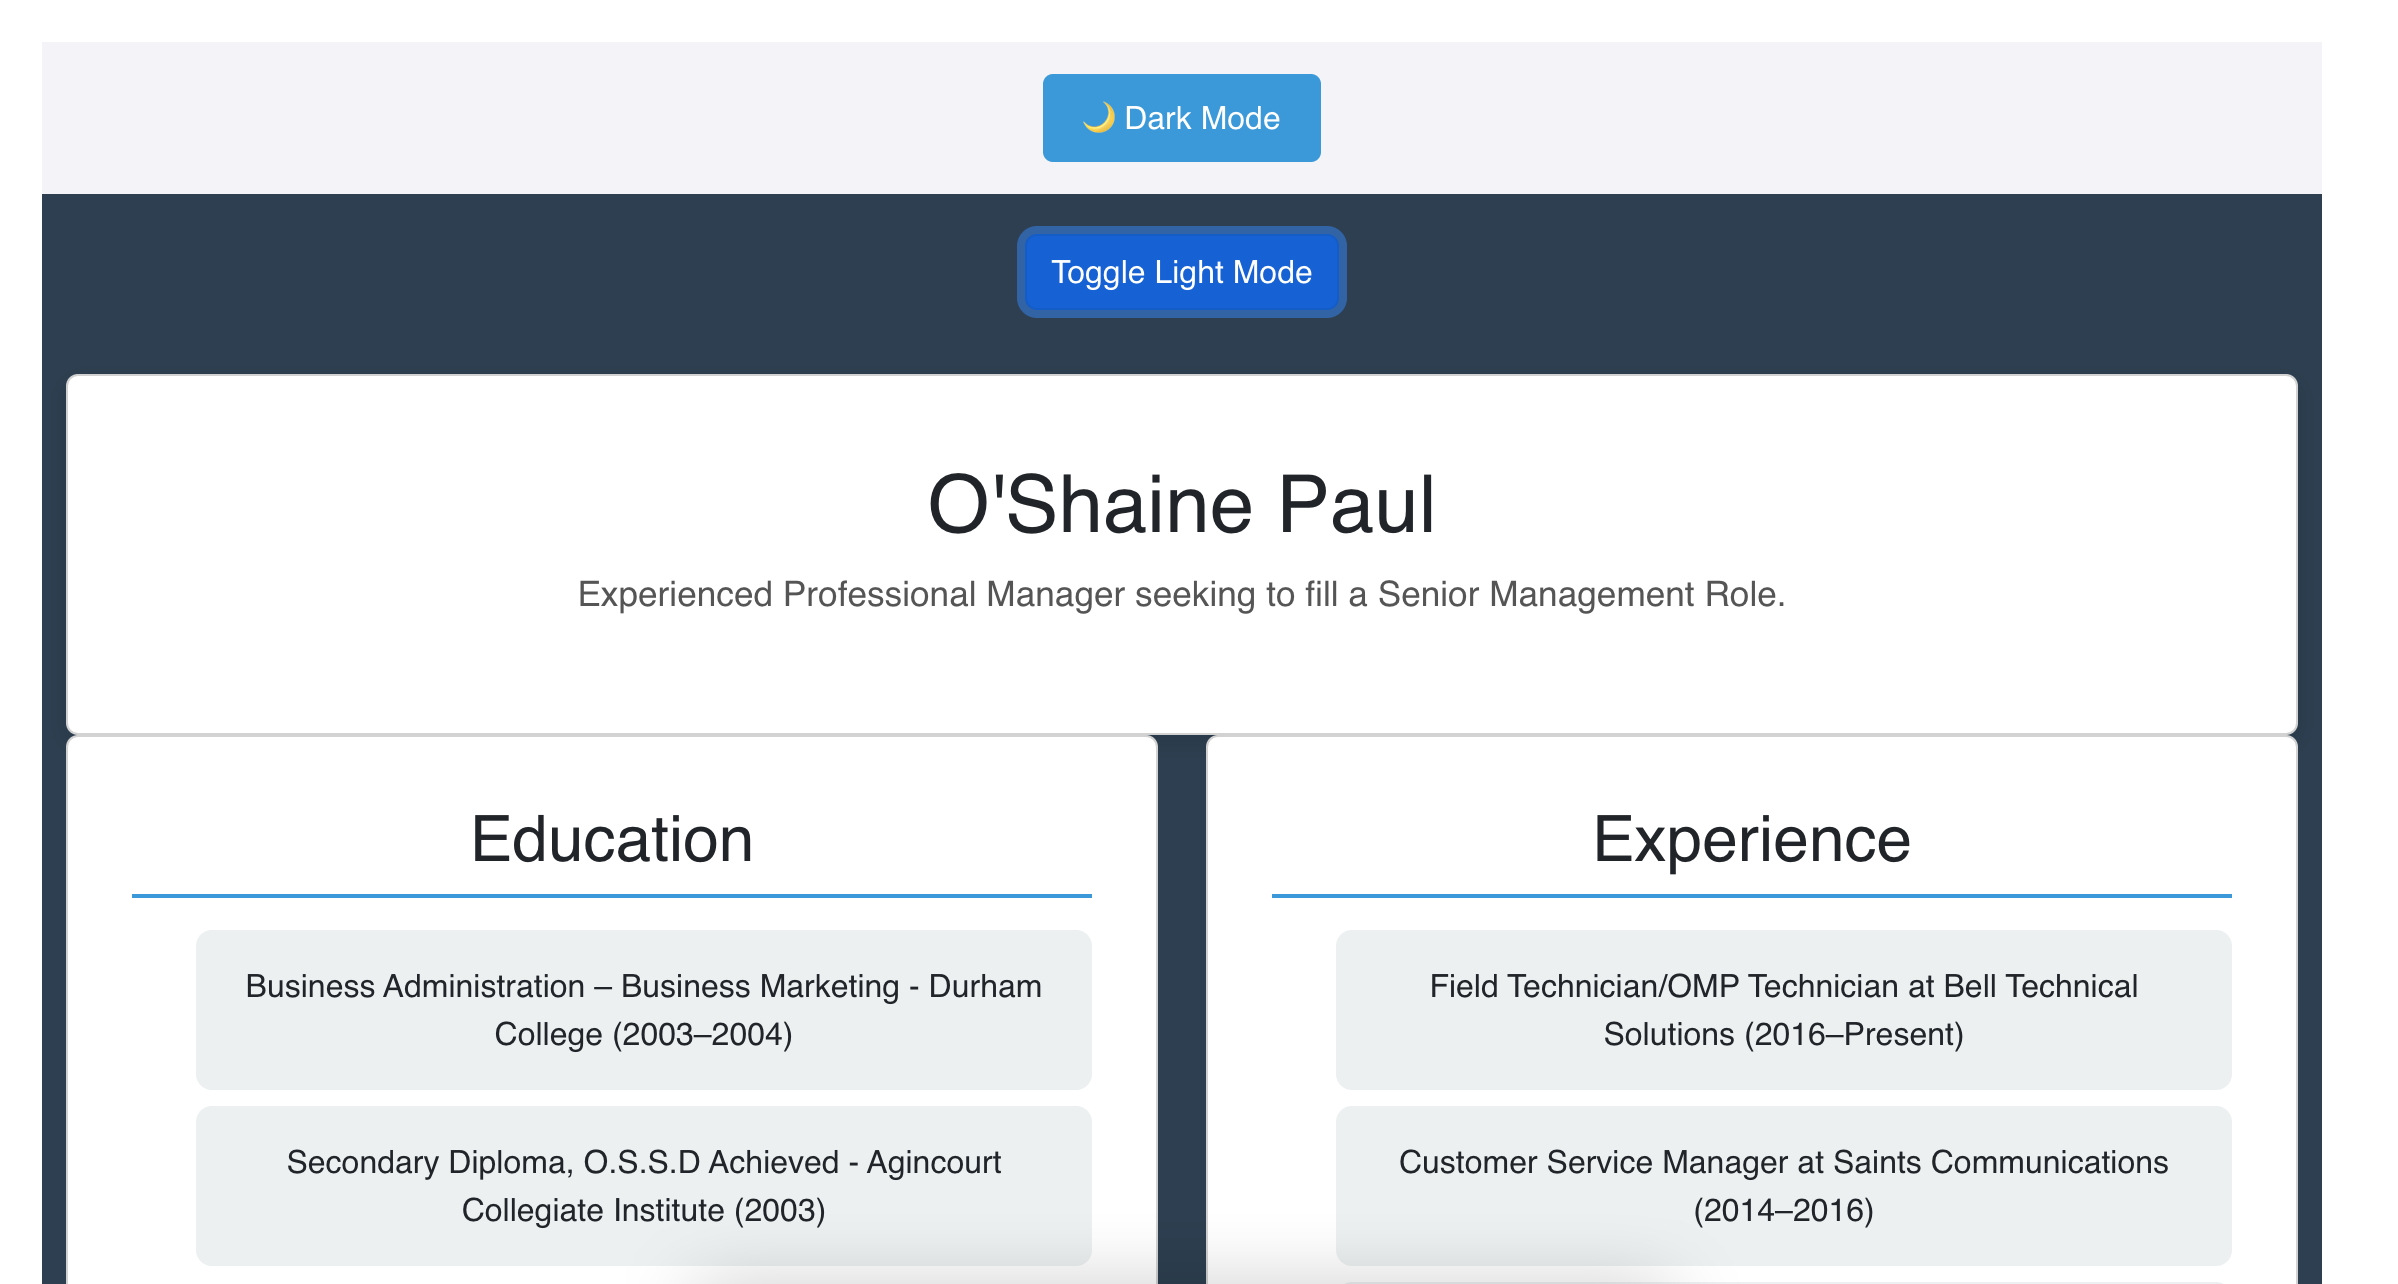 🌙 Dark Mode
Toggle Light Mode
O'Shaine Paul
Experienced Professional Manager seeking to fill a Senior Management Role.
Education
Business Administration – Business Marketing - Durham
College (2003–2004)
Secondary Diploma, O.S.S.D Achieved - Agincourt
Collegiate Institute (2003)
Experience
Field Technician/OMP Technician at Bell Technical
Solutions (2016–Present)
Customer Service Manager at Saints Communications
(2014–2016)